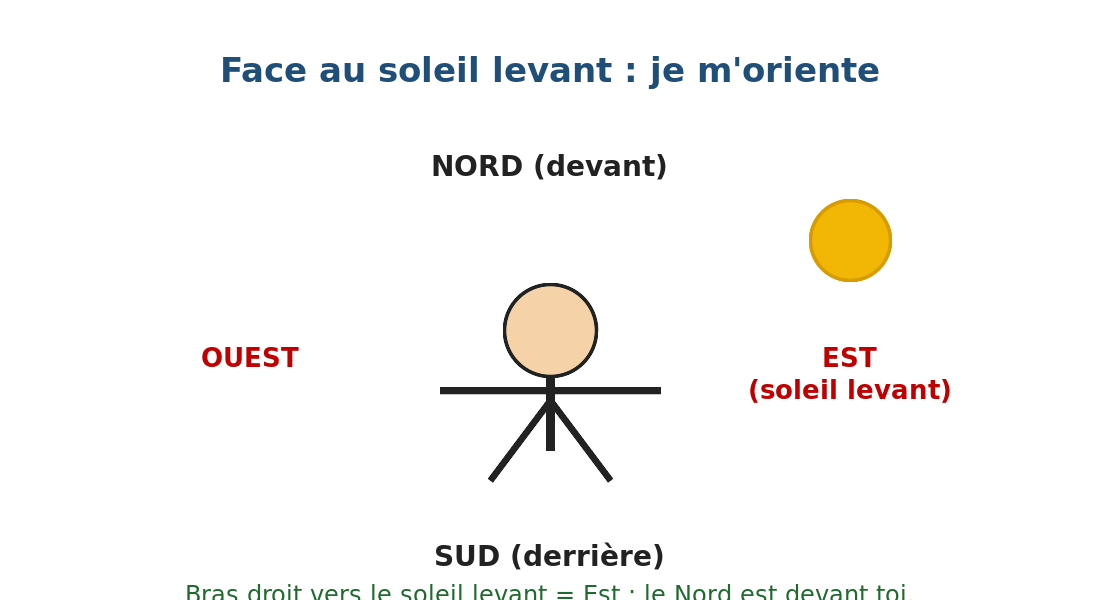 Face au soleil levant : je m'oriente
NORD (devant)
OUEST
EST
(soleil levant)
SUD (derrière)
Bras droit vers le soleil levant = Est ; le Nord est devant toi